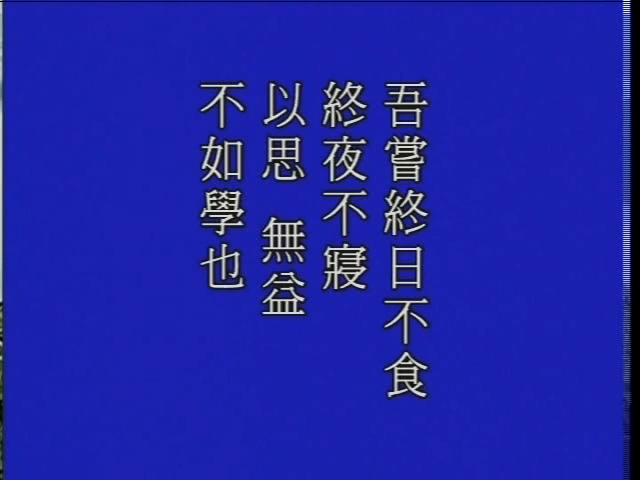 吾嘗終日不食
終夜不寢
以思 無益
不如學也